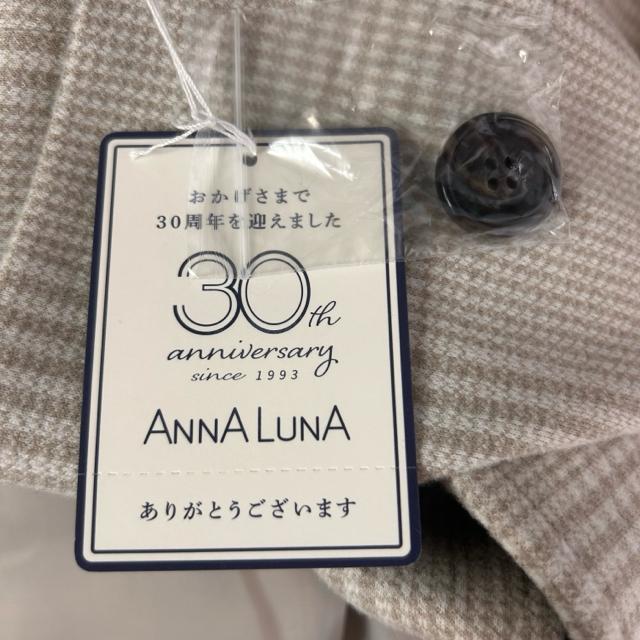 おかげさまで
30周年を迎えました
30th
anniversary
since 1993
ANNA LUNA
ありがとうございます